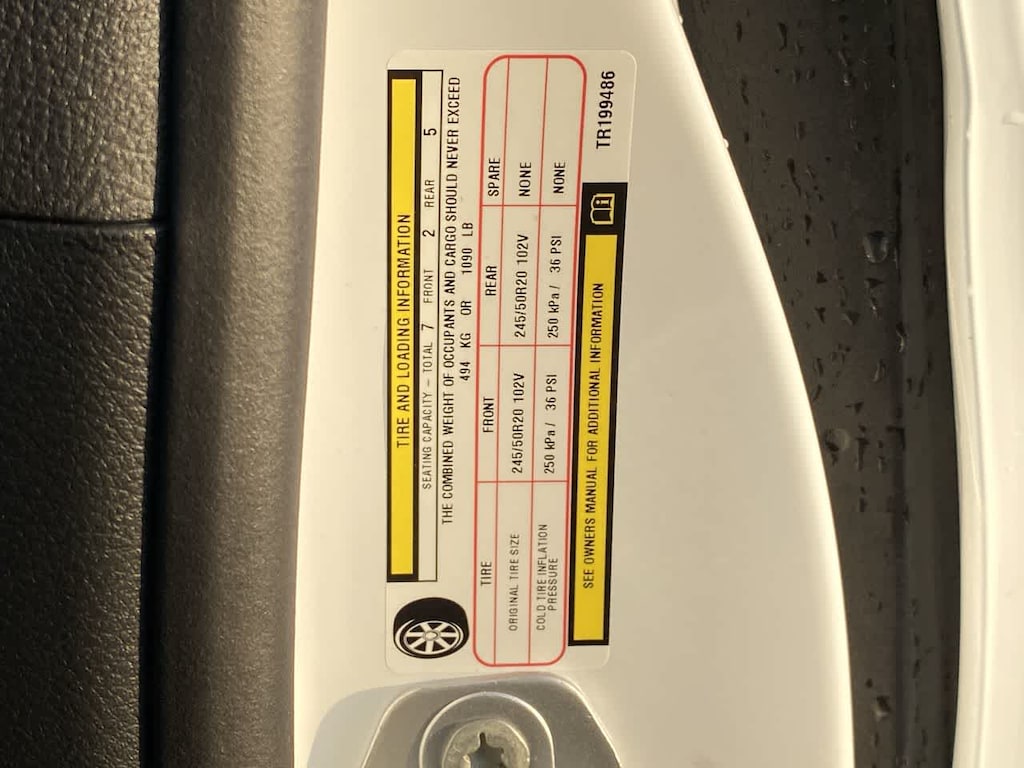 TIRE AND LOADING INFORMATION
SEATING CAPACITY – TOTAL 7 FRONT 2 REAR 5
THE COMBINED WEIGHT OF OCCUPANTS AND CARGO SHOULD NEVER EXCEED
494 KG OR 1090 LB
TIRE FRONT REAR SPARE
ORIGINAL TIRE SIZE 245/50R20 102V 245/50R20 102V NONE
COLD TIRE INFLATION
PRESSURE 250 kPa / 36 PSI 250 kPa / 36 PSI NONE
SEE OWNERS MANUAL FOR ADDITIONAL INFORMATION
TR199486